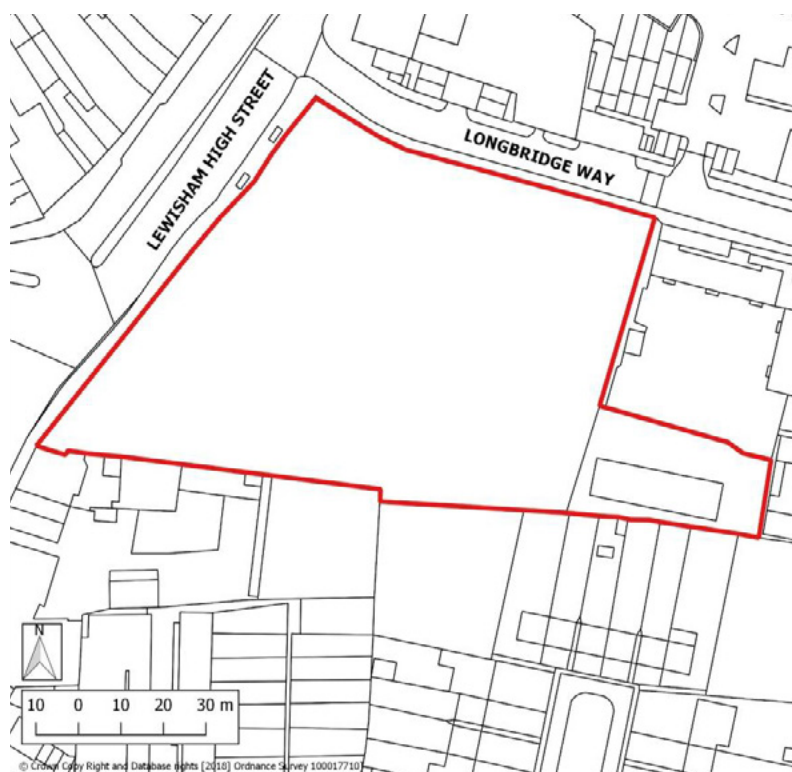 LEWISHAM HIGH STREET
LONGBRIDGE WAY
N
10 0 10 20 30 m
© Crown Copy Right and Database rights [2018] Ordnance Survey 100017710